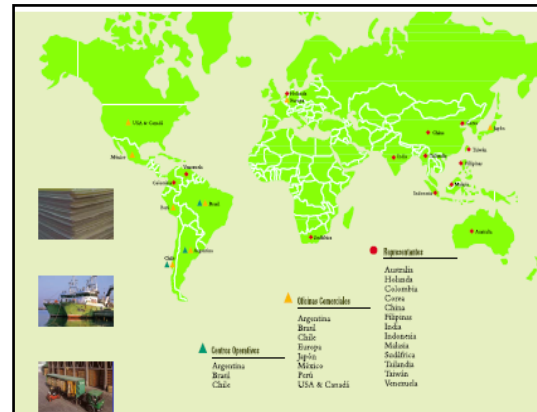 Holanda
Europa
USA & Canadá
China
Corea
Japón
México
Taiwán
Venezuela
India
Tailandia
Filipinas
Colombia
Malasia
Perú
Brasil
Indonesia
Australia
Sudáfrica
Argentina
Chile
Representantes
Australia
Holanda
Colombia
Corea
China
Filipinas
India
Indonesia
Malasia
Sudáfrica
Tailandia
Taiwán
Venezuela
Oficinas Comerciales
Argentina
Brasil
Chile
Europa
Japón
México
Perú
USA & Canadá
Centros Operativos
Argentina
Brasil
Chile